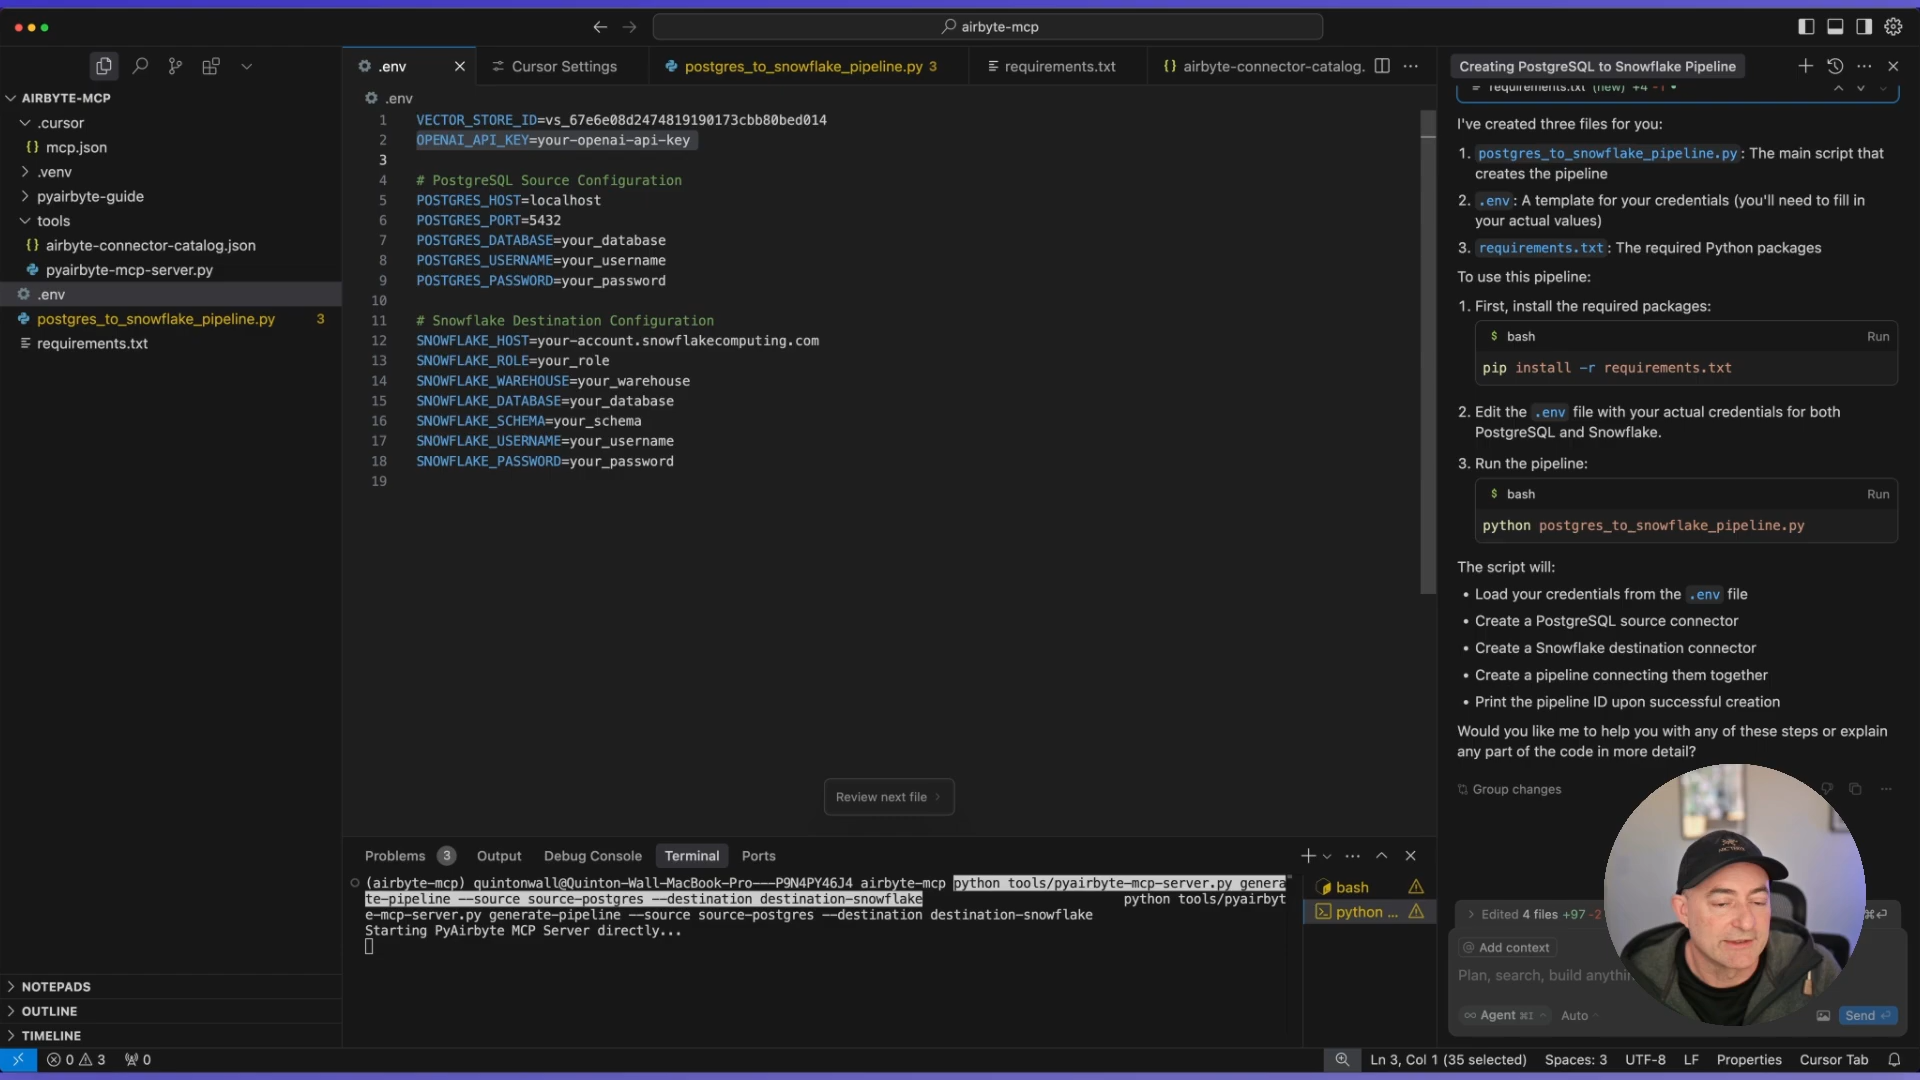 airbyte-mcp
AIRBYTE-MCP
.cursor
{} mcp.json
.venv
pyairbyte-guide
tools
{} airbyte-connector-catalog.json
pyairbyte-mcp-server.py
.env
postgres_to_snowflake_pipeline.py 3
requirements.txt
NOTEPADS
OUTLINE
TIMELINE
.env
Cursor Settings
postgres_to_snowflake_pipeline.py 3
requirements.txt
{} airbyte-connector-catalog.
.env
1 VECTOR_STORE_ID=vs_67e6e08d2474819190173cbb80bed014
2 OPENAI_API_KEY=your-openai-api-key
3
4 # PostgreSQL Source Configuration
5 POSTGRES_HOST=localhost
6 POSTGRES_PORT=5432
7 POSTGRES_DATABASE=your_database
8 POSTGRES_USERNAME=your_username
9 POSTGRES_PASSWORD=your_password
10
11 # Snowflake Destination Configuration
12 SNOWFLAKE_HOST=your-account.snowflakecomputing.com
13 SNOWFLAKE_ROLE=your_role
14 SNOWFLAKE_WAREHOUSE=your_warehouse
15 SNOWFLAKE_DATABASE=your_database
16 SNOWFLAKE_SCHEMA=your_schema
17 SNOWFLAKE_USERNAME=your_username
18 SNOWFLAKE_PASSWORD=your_password
19
Review next file
Problems 3 Output Debug Console Terminal Ports
(airbyte-mcp) quintonwall@Quinton-Wall-MacBook-Pro---P9N4PY46J4 airbyte-mcp python tools/pyairbyte-mcp-server.py genera
te-pipeline --source source-postgres --destination destination-snowflake python tools/pyairbyt
e-mcp-server.py generate-pipeline --source source-postgres --destination destination-snowflake
Starting PyAirbyte MCP Server directly...
bash
python ...
Creating PostgreSQL to Snowflake Pipeline
requirements.txt (new) +4 -1
I've created three files for you:
1. postgres_to_snowflake_pipeline.py: The main script that
creates the pipeline
2. .env: A template for your credentials (you'll need to fill in
your actual values)
3. requirements.txt: The required Python packages
To use this pipeline:
1. First, install the required packages:
$ bash Run
pip install -r requirements.txt
2. Edit the .env file with your actual credentials for both
PostgreSQL and Snowflake.
3. Run the pipeline:
$ bash Run
python postgres_to_snowflake_pipeline.py
The script will:
• Load your credentials from the .env file
• Create a PostgreSQL source connector
• Create a Snowflake destination connector
• Create a pipeline connecting them together
• Print the pipeline ID upon successful creation
Would you like me to help you with any of these steps or explain
any part of the code in more detail?
Group changes
Edited 4 files +97 -2
@ Add context
Plan, search, build
Agent ⌘I Auto Send
0 3 0
Ln 3, Col 1 (35 selected) Spaces: 3 UTF-8 LF Properties Cursor Tab